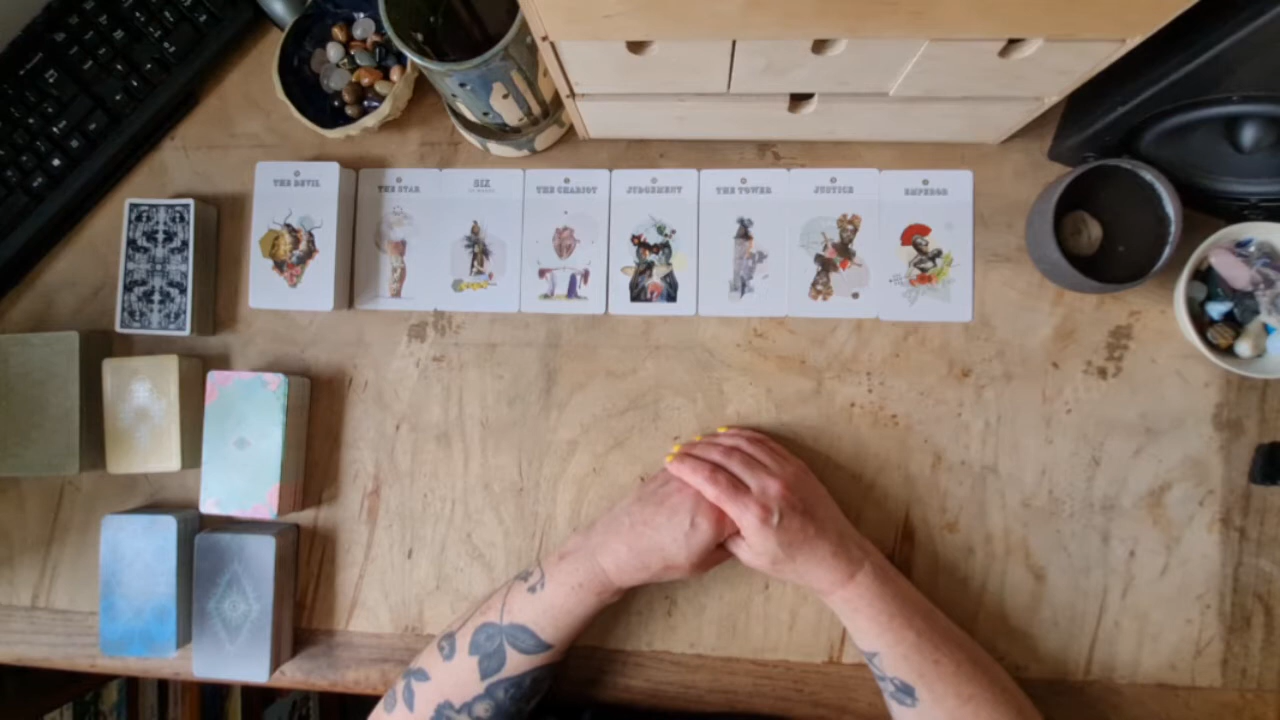 THE DEVIL
THE STAR
SIX
THE CHARIOT
JUDGEMENT
THE TOWER
JUSTICE
EMPEROR